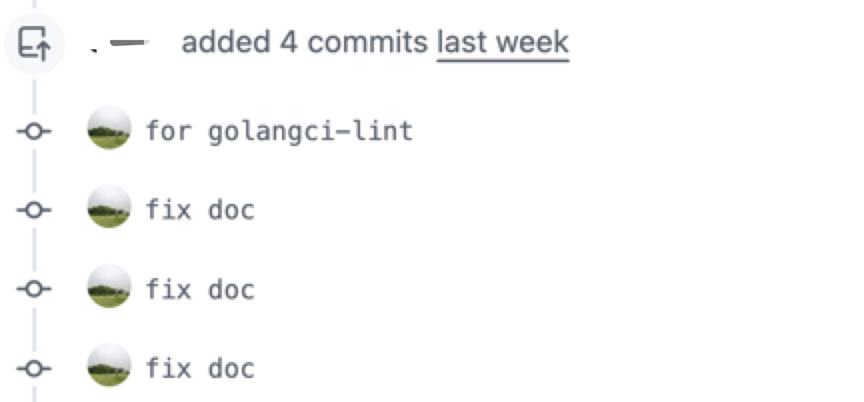 added 4 commits last week
for golangci-lint
fix doc
fix doc
fix doc